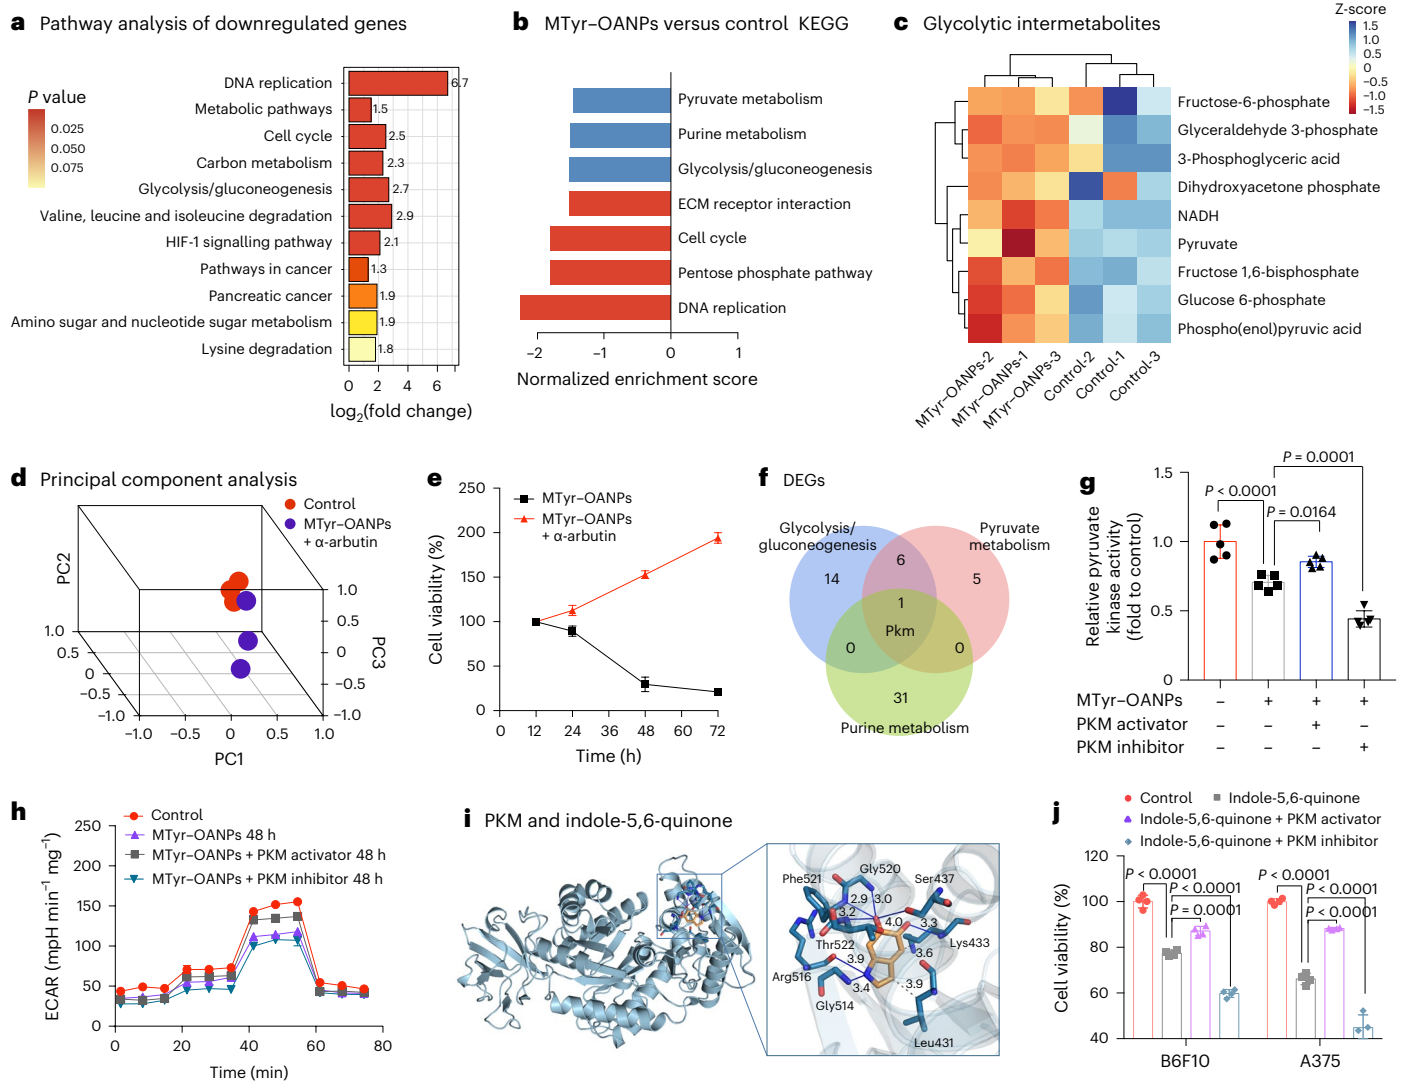 a Pathway analysis of downregulated genes
P value
0.025
0.050
0.075
DNA replication 6.7
Metabolic pathways 1.5
Cell cycle 2.5
Carbon metabolism 2.3
Glycolysis/gluconeogenesis 2.7
Valine, leucine and isoleucine degradation 2.9
HIF-1 signalling pathway 2.1
Pathways in cancer 1.3
Pancreatic cancer 1.9
Amino sugar and nucleotide sugar metabolism 1.9
Lysine degradation 1.8
0 2 4 6
log2(fold change)
b MTyr–OANPs versus control KEGG
Pyruvate metabolism
Purine metabolism
Glycolysis/gluconeogenesis
ECM receptor interaction
Cell cycle
Pentose phosphate pathway
DNA replication
–2 –1 0 1
Normalized enrichment score
c Glycolytic intermetabolites
Z-score
1.5
1.0
0.5
0
–0.5
–1.0
–1.5
Fructose-6-phosphate
Glyceraldehyde 3-phosphate
3-Phosphoglyceric acid
Dihydroxyacetone phosphate
NADH
Pyruvate
Fructose 1,6-bisphosphate
Glucose 6-phosphate
Phospho(enol)pyruvic acid
MTyr–OANPs-2
MTyr–OANPs-1
MTyr–OANPs-3
Control-2
Control-1
Control-3
d Principal component analysis
Control
MTyr–OANPs
+ α-arbutin
PC2
1.0
0.5
0
–0.5
–1.0
–1.0 –0.5 0 0.5 1.0
PC1
1.0
0.5
0
–0.5
–1.0
PC3
e
MTyr–OANPs
MTyr–OANPs
+ α-arbutin
Cell viability (%)
250
200
150
100
50
0
0 12 24 36 48 60 72
Time (h)
f DEGs
Glycolysis/
gluconeogenesis
Pyruvate
metabolism
14
6
5
1
Pkm
0
0
31
Purine metabolism
g
Relative pyruvate
kinase activity
(fold to control)
1.5
1.0
0.5
0
P = 0.0001
P < 0.0001
P = 0.0164
MTyr–OANPs – + + +
PKM activator – – + –
PKM inhibitor – – – +
h
Control
MTyr–OANPs 48 h
MTyr–OANPs + PKM activator 48 h
MTyr–OANPs + PKM inhibitor 48 h
ECAR (mpH min–1 mg–1)
250
200
150
100
50
0
0 20 40 60 80
Time (min)
i PKM and indole-5,6-quinone
Gly520
Phe521
Ser437
2.9
3.0
3.2
4.0
3.3
Thr522
Lys433
3.6
3.9
Arg516
3.4
3.9
Gly514
Leu431
j
Control
Indole-5,6-quinone
Indole-5,6-quinone + PKM activator
Indole-5,6-quinone + PKM inhibitor
Cell viability (%)
120
100
80
60
40
P < 0.0001
P < 0.0001
P = 0.0001
P < 0.0001
P < 0.0001
P < 0.0001
B6F10 A375